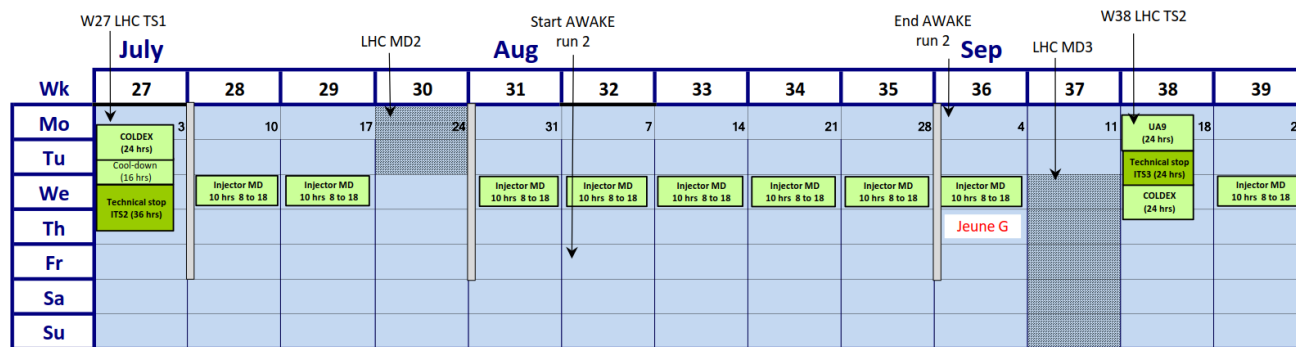 W27 LHC TS1
July
LHC MD2
Aug
Start AWAKE
run 2
End AWAKE
run 2
Sep
LHC MD3
W38 LHC TS2
Wk 27 28 29 30 31 32 33 34 35 36 37 38 39
Mo 3 10 17 24 31 7 14 21 28 4 11 18 2
COLDEX
(24 hrs)
UA9
(24 hrs)
Tu
Cool-down
(16 hrs)
Technical stop
ITS3 (24 hrs)
We
Technical stop
ITS2 (36 hrs)
Injector MD
10 hrs 8 to 18
Injector MD
10 hrs 8 to 18
Injector MD
10 hrs 8 to 18
Injector MD
10 hrs 8 to 18
Injector MD
10 hrs 8 to 18
Injector MD
10 hrs 8 to 18
Injector MD
10 hrs 8 to 18
Injector MD
10 hrs 8 to 18
COLDEX
(24 hrs)
Injector MD
10 hrs 8 to 18
Th
Jeune G
Fr
Sa
Su